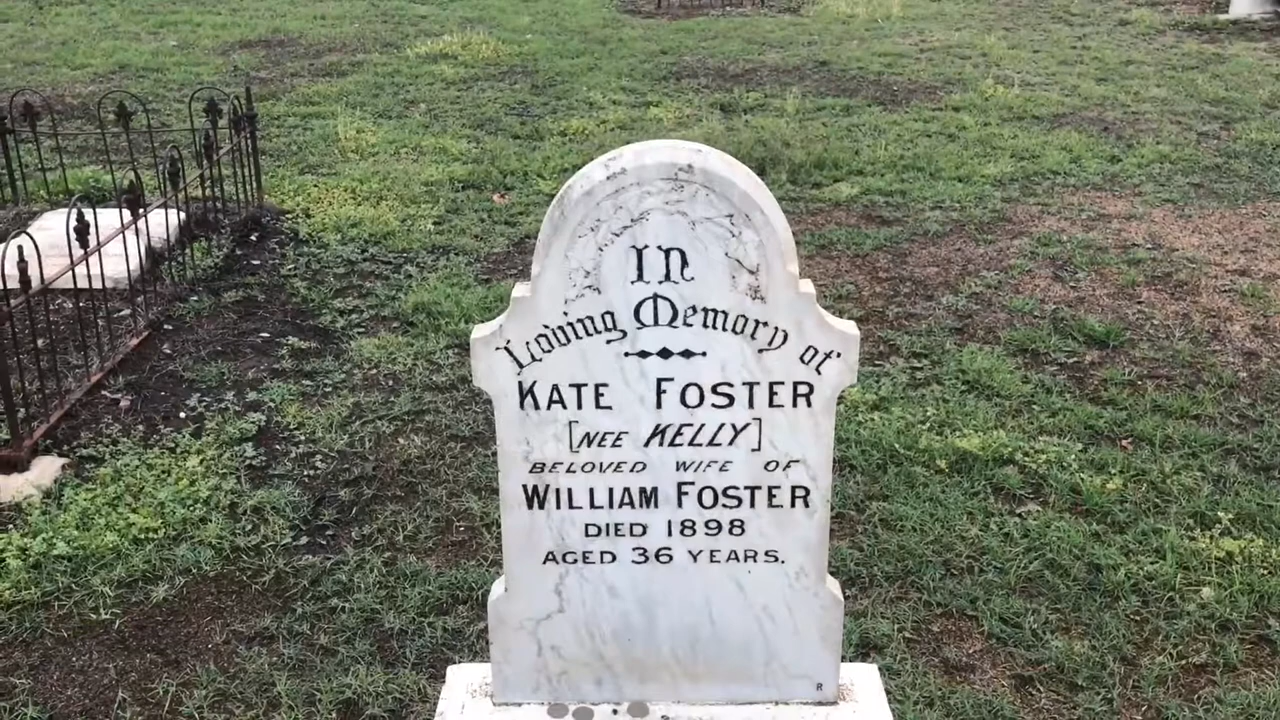 In
Loving Memory of
KATE FOSTER
[NEE KELLY]
BELOVED WIFE OF
WILLIAM FOSTER
DIED 1898
AGED 36 YEARS.
R